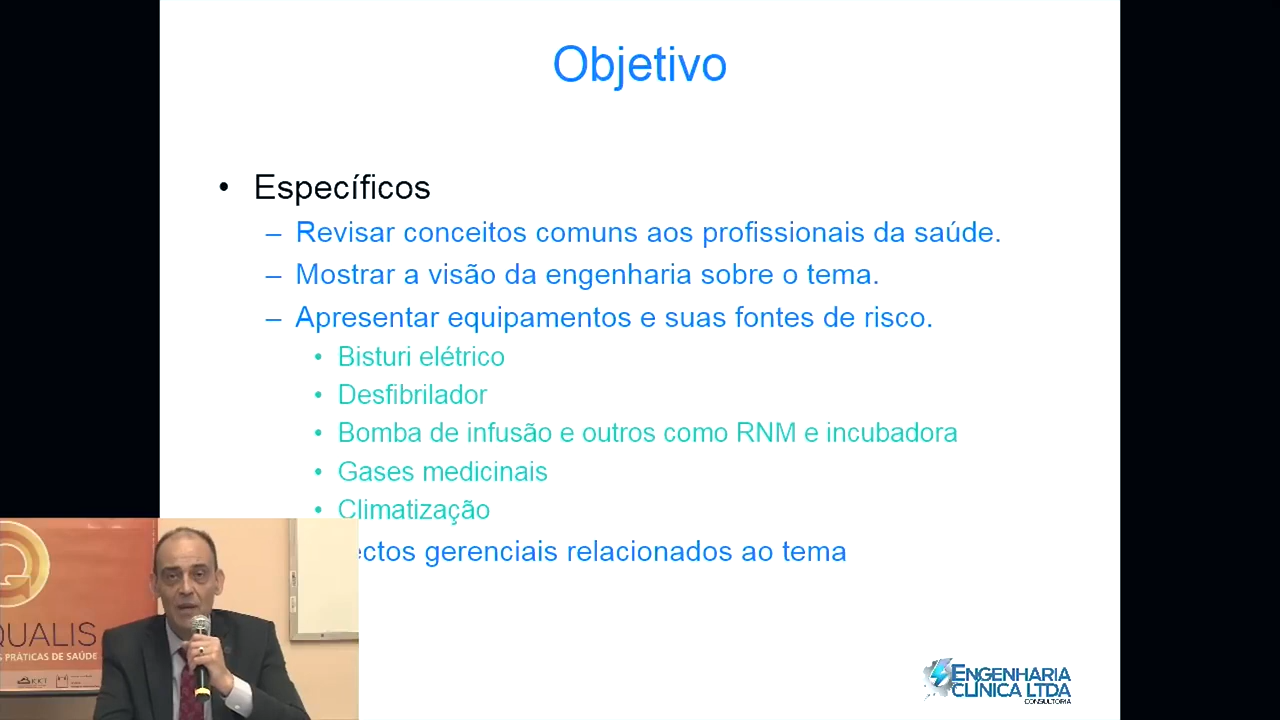 Objetivo
• Específicos
– Revisar conceitos comuns aos profissionais da saúde.
– Mostrar a visão da engenharia sobre o tema.
– Apresentar equipamentos e suas fontes de risco.
• Bisturi elétrico
• Desfibrilador
• Bomba de infusão e outros como RNM e incubadora
• Gases medicinais
• Climatização
ectos gerenciais relacionados ao tema
QUALIS
S PRÁTICAS DE SAÚDE
ENGENHARIA
CLÍNICA LTDA
CONSULTORIA